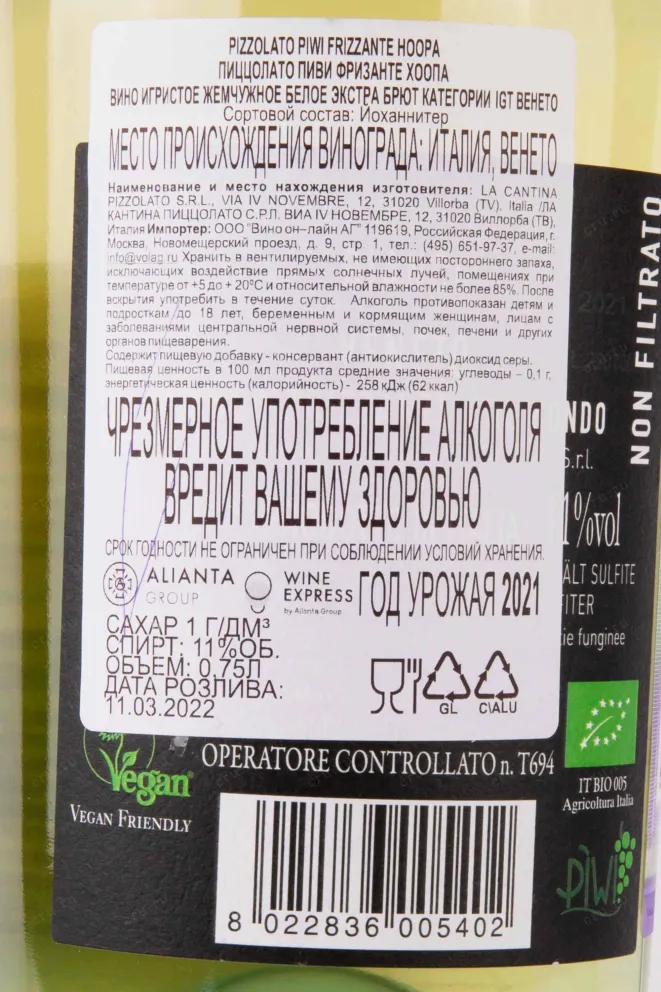 PIZZOLATO PIWI FRIZZANTE HOOPA
ПИЦЦОЛАТО ПИВИ ФРИЗАНТЕ ХООПА
ВИНО ИГРИСТОЕ ЖЕМЧУЖНОЕ БЕЛОЕ ЭКСТРА БРЮТ КАТЕГОРИИ IGT ВЕНЕТО
Сортовой состав: Йоханнитер
МЕСТО ПРОИСХОЖДЕНИЯ ВИНОГРАДА: ИТАЛИЯ, ВЕНЕТО
Наименование и место нахождения изготовителя: LA CANTINA
PIZZOLATO S.R.L., VIA IV NOVEMBRE, 12, 31020 Villorba (TV). Italia /ЛА
КАНТИНА ПИЦЦОЛАТО С.Р.Л. ВИА IV НОВЕМБРЕ, 12, 31020 Виллорба (ТВ),
Италия Импортер: ООО "Вино он–лайн АГ" 119619, Российская Федерация, г.
Москва, Новомещерский проезд, д. 9, стр. 1, тел.: (495) 651-97-37, e-mail:
info@volag.ru Хранить в вентилируемых, не имеющих постороннего запаха,
исключающих воздействие прямых солнечных лучей, помещениях при
температуре от +5 до + 20°С и относительной влажности не более 85%. После
вскрытия употребить в течение суток. Алкоголь противопоказан детям и
подросткам до 18 лет, беременным и кормящим женщинам, лицам с
заболеваниями центральной нервной системы, почек, печени и других
органов пищеварения.
Содержит пищевую добавку - консервант (антиокислитель) диоксид серы.
Пищевая ценность в 100 мл продукта средние значения: углеводы – 0,1 г,
энергетическая ценность (калорийность) - 258 кДж (62 ккал)
ЧРЕЗМЕРНОЕ УПОТРЕБЛЕНИЕ АЛКОГОЛЯ
ВРЕДИТ ВАШЕМУ ЗДОРОВЬЮ
СРОК ГОДНОСТИ НЕ ОГРАНИЧЕН ПРИ СОБЛЮДЕНИИ УСЛОВИЙ ХРАНЕНИЯ.
ALIANTA GROUP
WINE EXPRESS by Alianta Group
ГОД УРОЖАЯ 2021
САХАР 1 Г/ДМ³
СПИРТ: 11%ОБ.
ОБЪЕМ: 0,75Л
ДАТА РОЗЛИВА:
11.03.2022
GL C\ALU
NON FILTRATO
2021
ONDO
S.r.l.
1%vol
ÄLT SULFITE
FITER
tie funginee
Vegan
VEGAN FRIENDLY
OPERATORE CONTROLLATO n. T694
IT BIO 005
Agricoltura Italia
PIWI
8 022836 005402